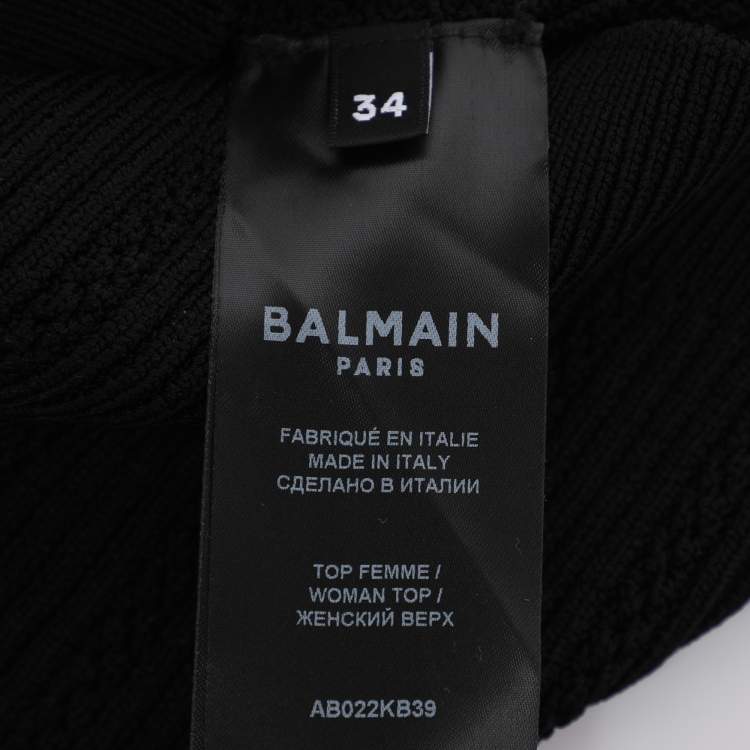 34
BALMAIN
PARIS
FABRIQUÉ EN ITALIE
MADE IN ITALY
СДЕЛАНО В ИТАЛИИ
TOP FEMME /
WOMAN TOP /
ЖЕНСКИЙ ВЕРХ
AB022KB39